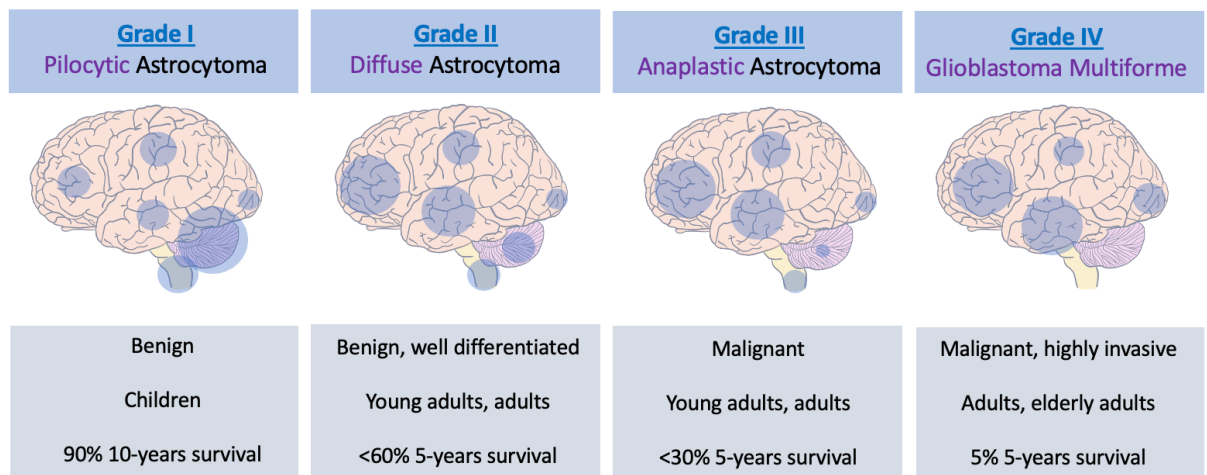 Grade I
Pilocytic Astrocytoma
Benign
Children
90% 10-years survival
Grade II
Diffuse Astrocytoma
Benign, well differentiated
Young adults, adults
<60% 5-years survival
Grade III
Anaplastic Astrocytoma
Malignant
Young adults, adults
<30% 5-years survival
Grade IV
Glioblastoma Multiforme
Malignant, highly invasive
Adults, elderly adults
5% 5-years survival